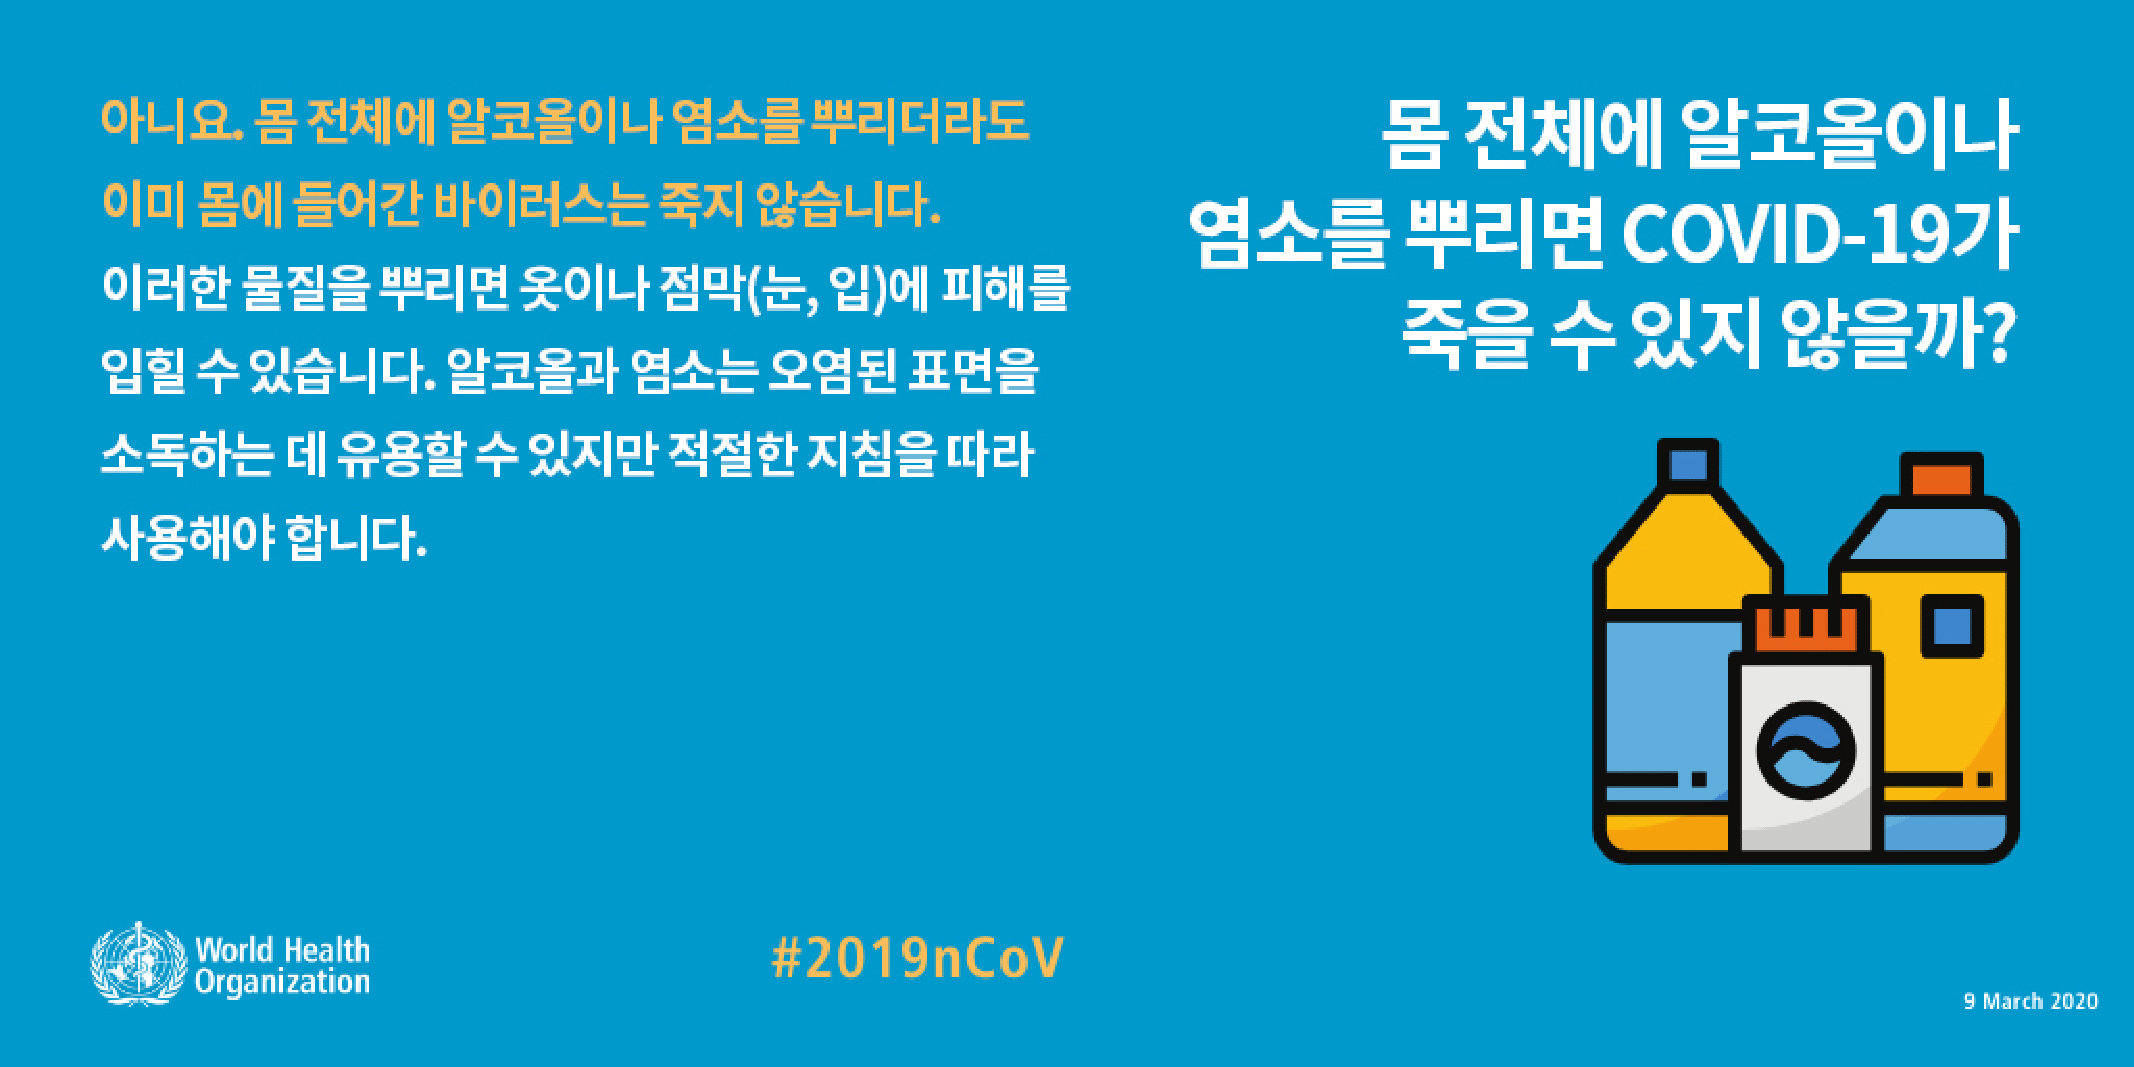 몸 전체에 알코올이나
염소를 뿌리면 COVID-19가
죽을 수 있지 않을까?
아니요. 몸 전체에 알코올이나 염소를 뿌리더라도
이미 몸에 들어간 바이러스는 죽지 않습니다.
이러한 물질을 뿌리면 옷이나 점막(눈, 입)에 피해를
입힐 수 있습니다. 알코올과 염소는 오염된 표면을
소독하는 데 유용할 수 있지만 적절한 지침을 따라
사용해야 합니다.
World Health
Organization
#2019nCoV
9 March 2020